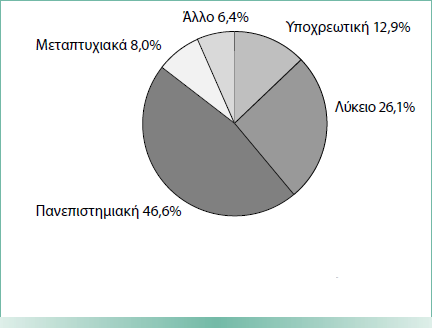 Άλλο 6,4%
Υποχρεωτική 12,9%
Μεταπτυχιακά 8,0%
Λύκειο 26,1%
Πανεπιστημιακή 46,6%